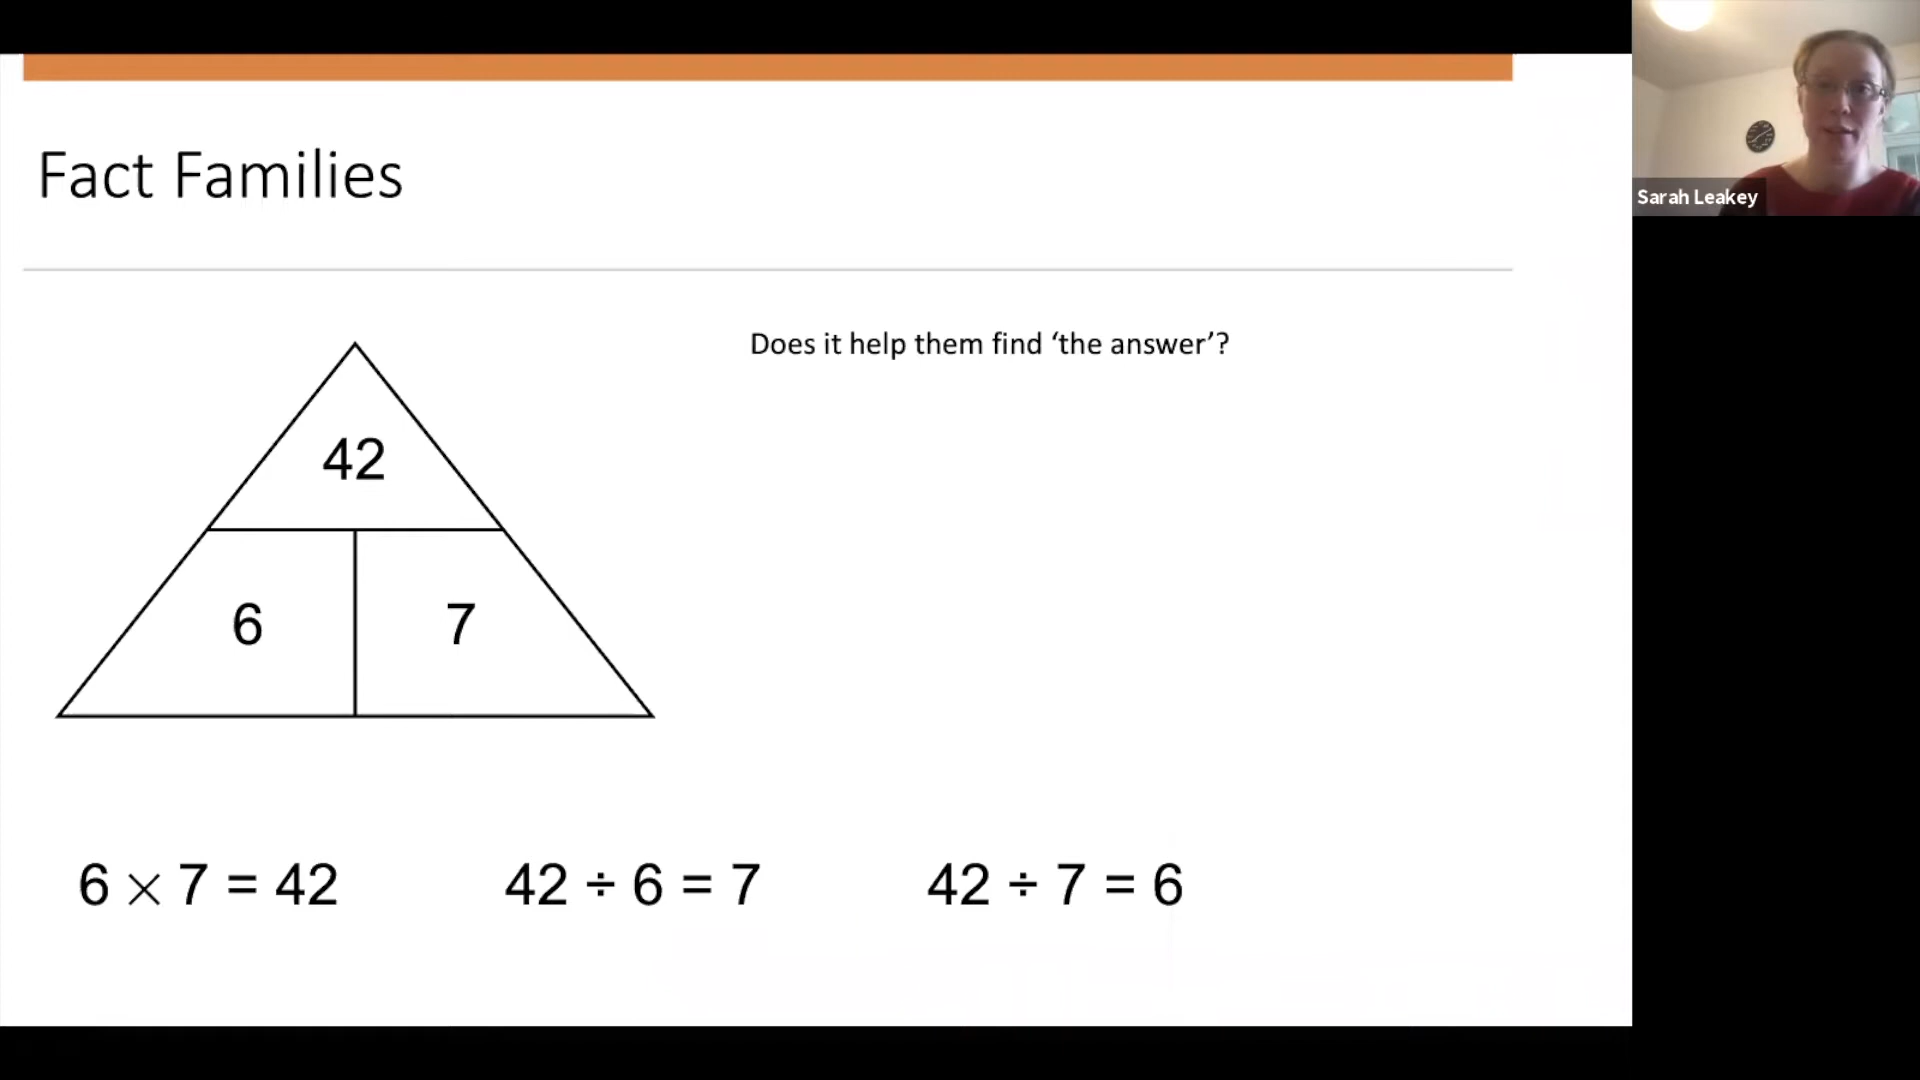 Fact Families
Sarah Leakey
Does it help them find ‘the answer’?
42
6 7
6 × 7 = 42 42 ÷ 6 = 7 42 ÷ 7 = 6